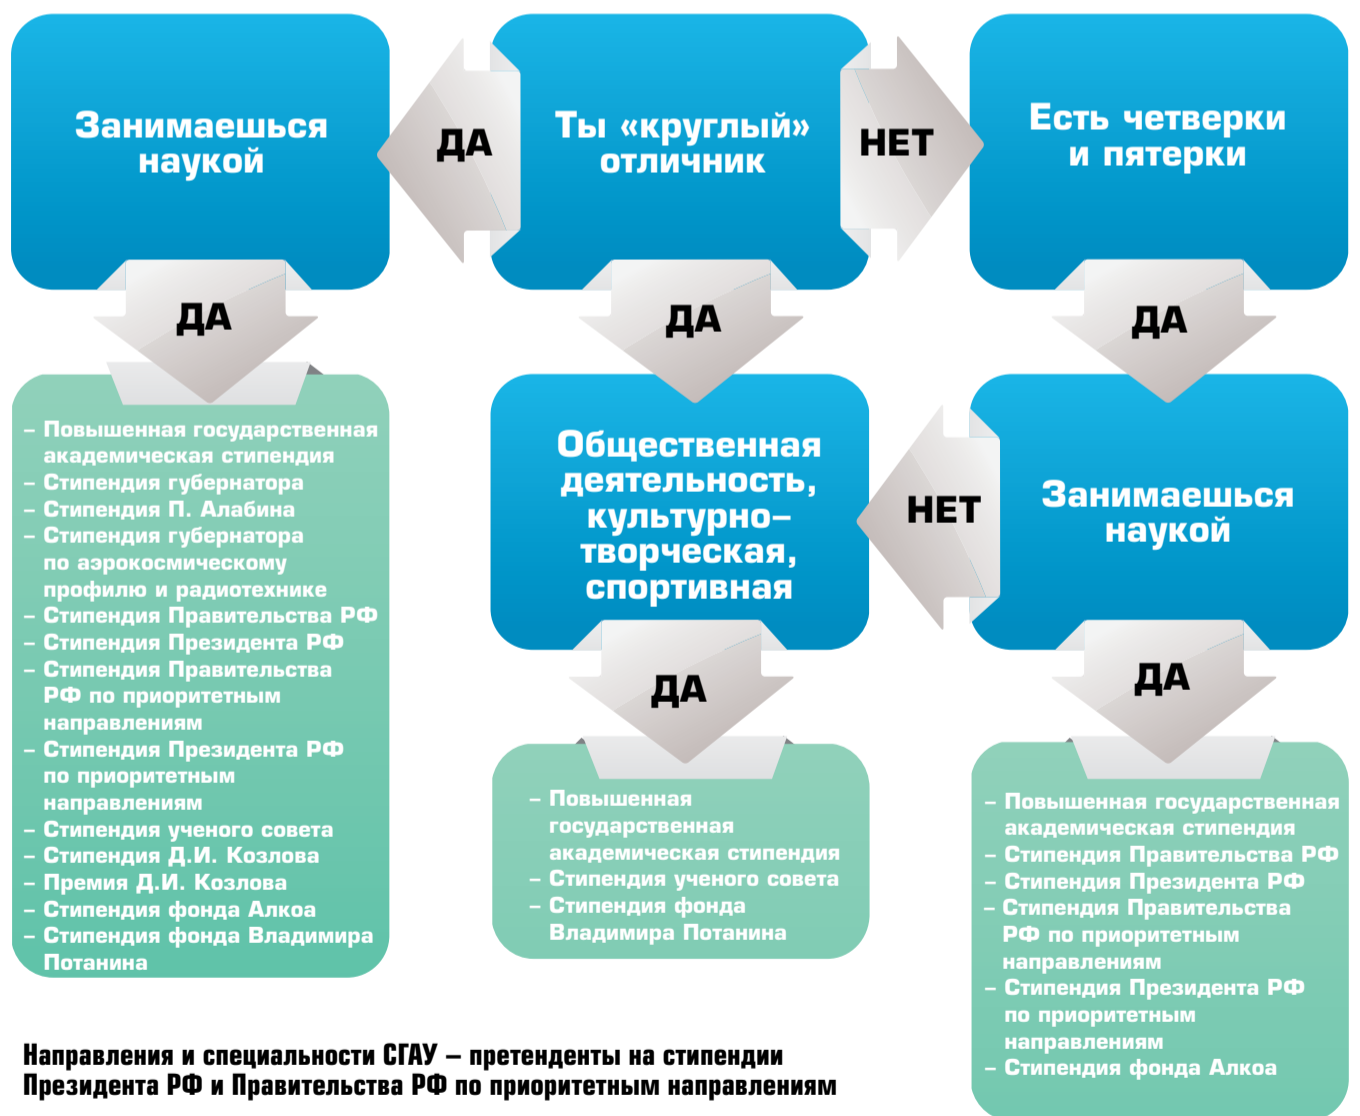 Занимаешься
наукой
ДА
Ты «круглый»
отличник
НЕТ
Есть четверки
и пятерки
ДА
ДА
ДА
– Повышенная государственная
академическая стипендия
– Стипендия губернатора
– Стипендия П. Алабина
– Стипендия губернатора
по аэрокосмическому
профилю и радиотехнике
– Стипендия Правительства РФ
– Стипендия Президента РФ
– Стипендия Правительства
РФ по приоритетным
направлениям
– Стипендия Президента РФ
по приоритетным
направлениям
– Стипендия ученого совета
– Стипендия Д.И. Козлова
– Премия Д.И. Козлова
– Стипендия фонда Алкоа
– Стипендия фонда Владимира
Потанина
Общественная
деятельность,
культурно–
творческая,
спортивная
НЕТ
Занимаешься
наукой
ДА
ДА
– Повышенная
государственная
академическая стипендия
– Стипендия ученого совета
– Стипендия фонда
Владимира Потанина
– Повышенная государственная
академическая стипендия
– Стипендия Правительства РФ
– Стипендия Президента РФ
– Стипендия Правительства
РФ по приоритетным
направлениям
– Стипендия Президента РФ
по приоритетным
направлениям
– Стипендия фонда Алкоа
Направления и специальности СГАУ – претенденты на стипендии
Президента РФ и Правительства РФ по приоритетным направлениям